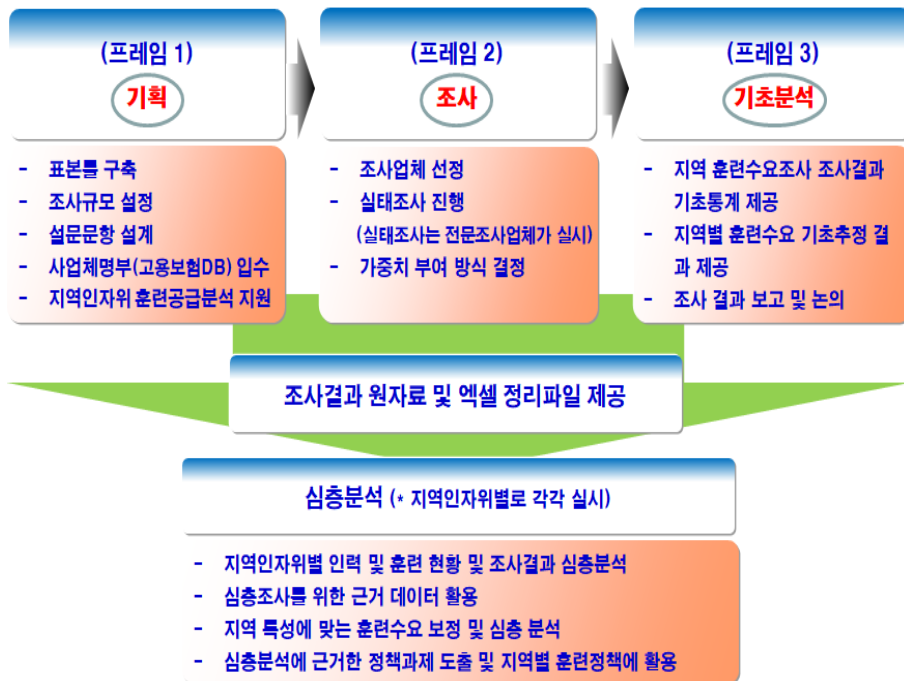 (프레임 1)
기획
- 표본틀 구축
- 조사규모 설정
- 설문문항 설계
- 사업체명부(고용보험DB) 입수
- 지역인자위 훈련공급분석 지원
(프레임 2)
조사
- 조사업체 선정
- 실태조사 진행
(실태조사는 전문조사업체가 실시)
- 가중치 부여 방식 결정
(프레임 3)
기초분석
- 지역 훈련수요조사 조사결과
기초통계 제공
- 지역별 훈련수요 기초추정 결
과 제공
- 조사 결과 보고 및 논의
조사결과 원자료 및 엑셀 정리파일 제공
심층분석 (* 지역인자위별로 각각 실시)
- 지역인자위별 인력 및 훈련 현황 및 조사결과 심층분석
- 심층조사를 위한 근거 데이터 활용
- 지역 특성에 맞는 훈련수요 보정 및 심층 분석
- 심층분석에 근거한 정책과제 도출 및 지역별 훈련정책에 활용